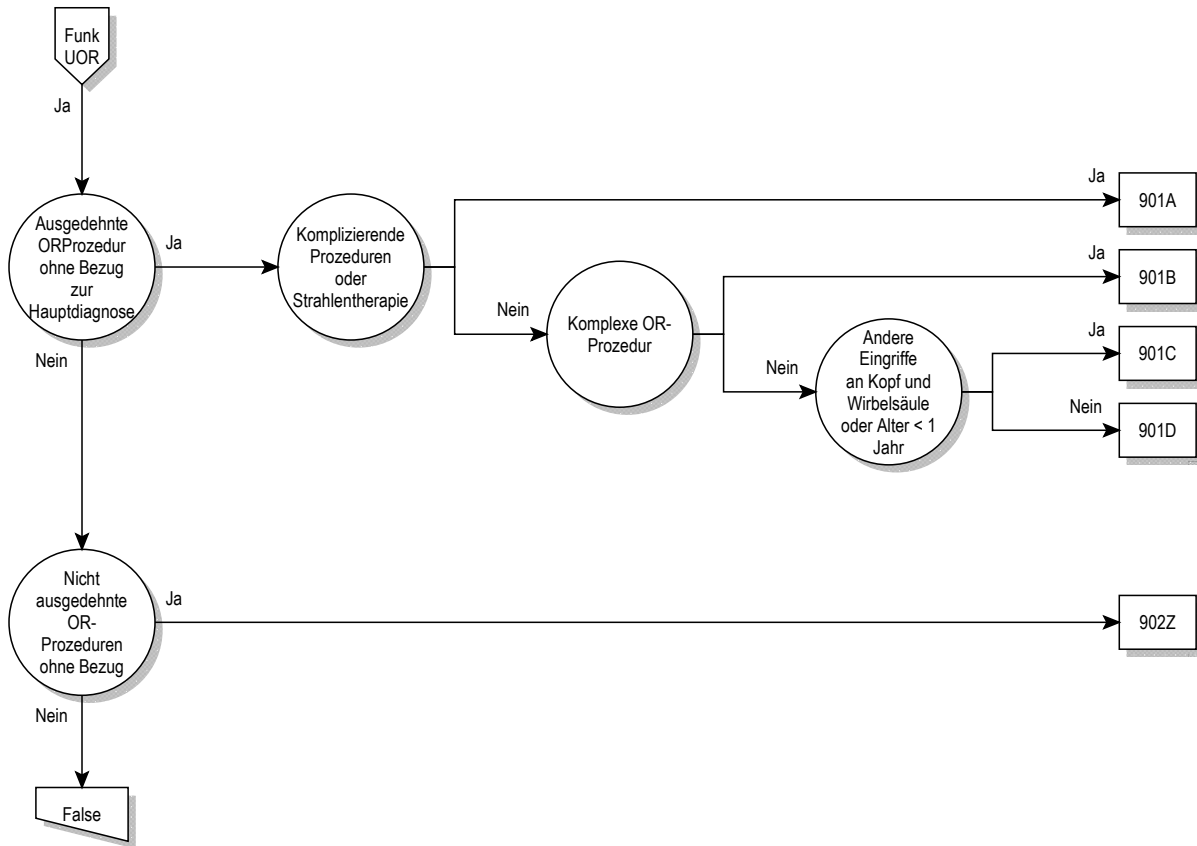 Funk
UOR
Ja
Ausgedehnte
ORProzedur
ohne Bezug
zur
Hauptdiagnose
Ja
Komplizierende
Prozeduren
oder
Strahlentherapie
Ja
901A
Nein
Komplexe OR-
Prozedur
Ja
901B
Nein
Andere
Eingriffe
an Kopf und
Wirbelsäule
oder Alter < 1
Jahr
Ja
901C
Nein
901D
Nein
Nicht
ausgedehnte
OR-
Prozeduren
ohne Bezug
Ja
902Z
Nein
False